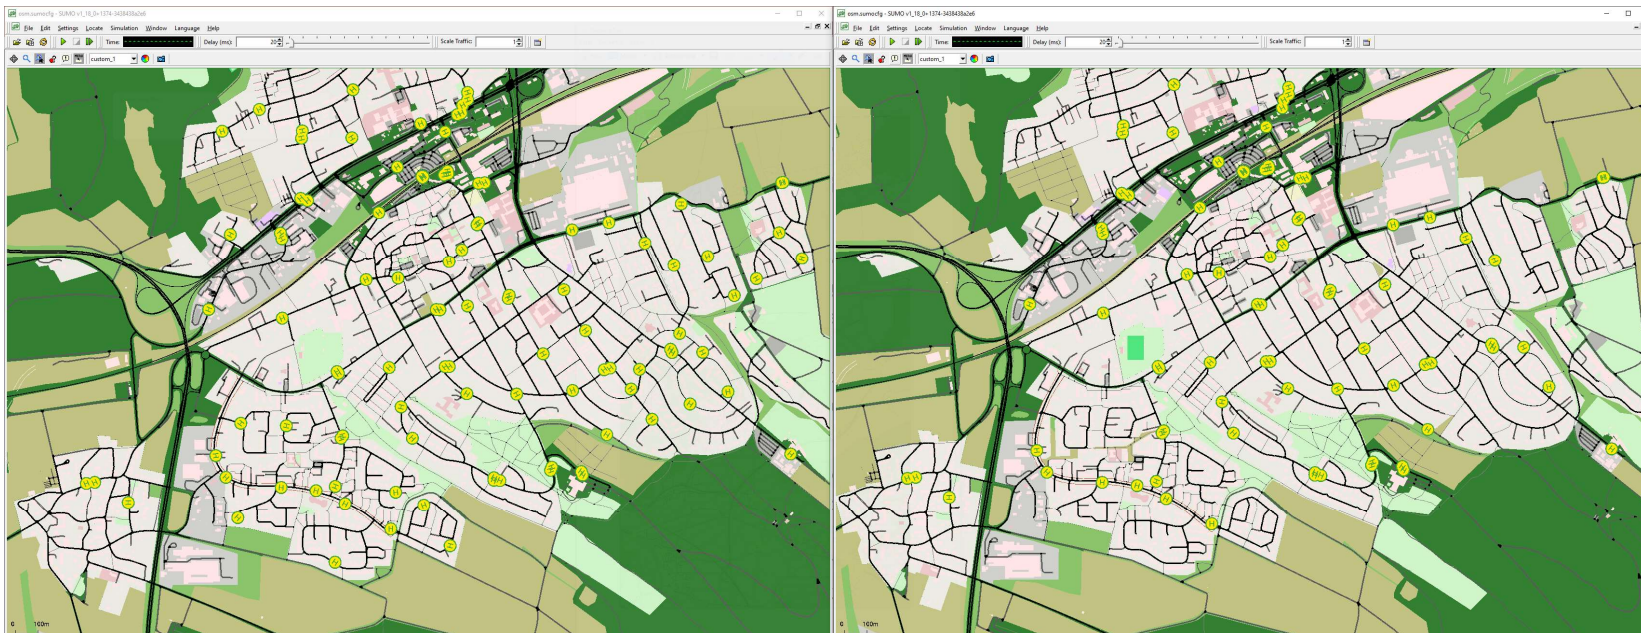 osm.sumocfg - SUMO v1_18_0+1374-3438438a2e6
File Edit Settings Locate Simulation Window Language Help
Time: Delay (ms): 20 Scale Traffic: 1
custom_1
0 100m
osm.sumocfg - SUMO v1_18_0+1374-3438438a2e6
File Edit Settings Locate Simulation Window Language Help
Time: Delay (ms): 20 Scale Traffic: 1
custom_1
0 100m